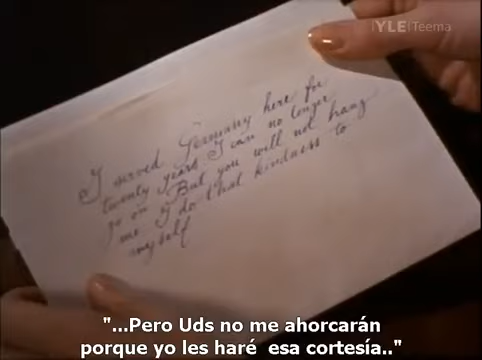 YLE Teema
I served Germany here for
twenty years I can no longer
go on But you will not hang
me I do that kindness to
myself
"...Pero Uds no me ahorcarán
porque yo les haré esa cortesía.."